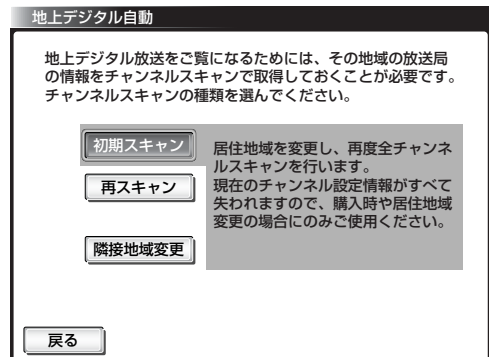 地上デジタル自動
地上デジタル放送をご覧になるためには、その地域の放送局
の情報をチャンネルスキャンで取得しておくことが必要です。
チャンネルスキャンの種類を選んでください。
初期スキャン
居住地域を変更し、再度全チャンネ
ルスキャンを行います。
現在のチャンネル設定情報がすべて
失われますので、購入時や居住地域
変更の場合にのみご使用ください。
再スキャン
隣接地域変更
戻る